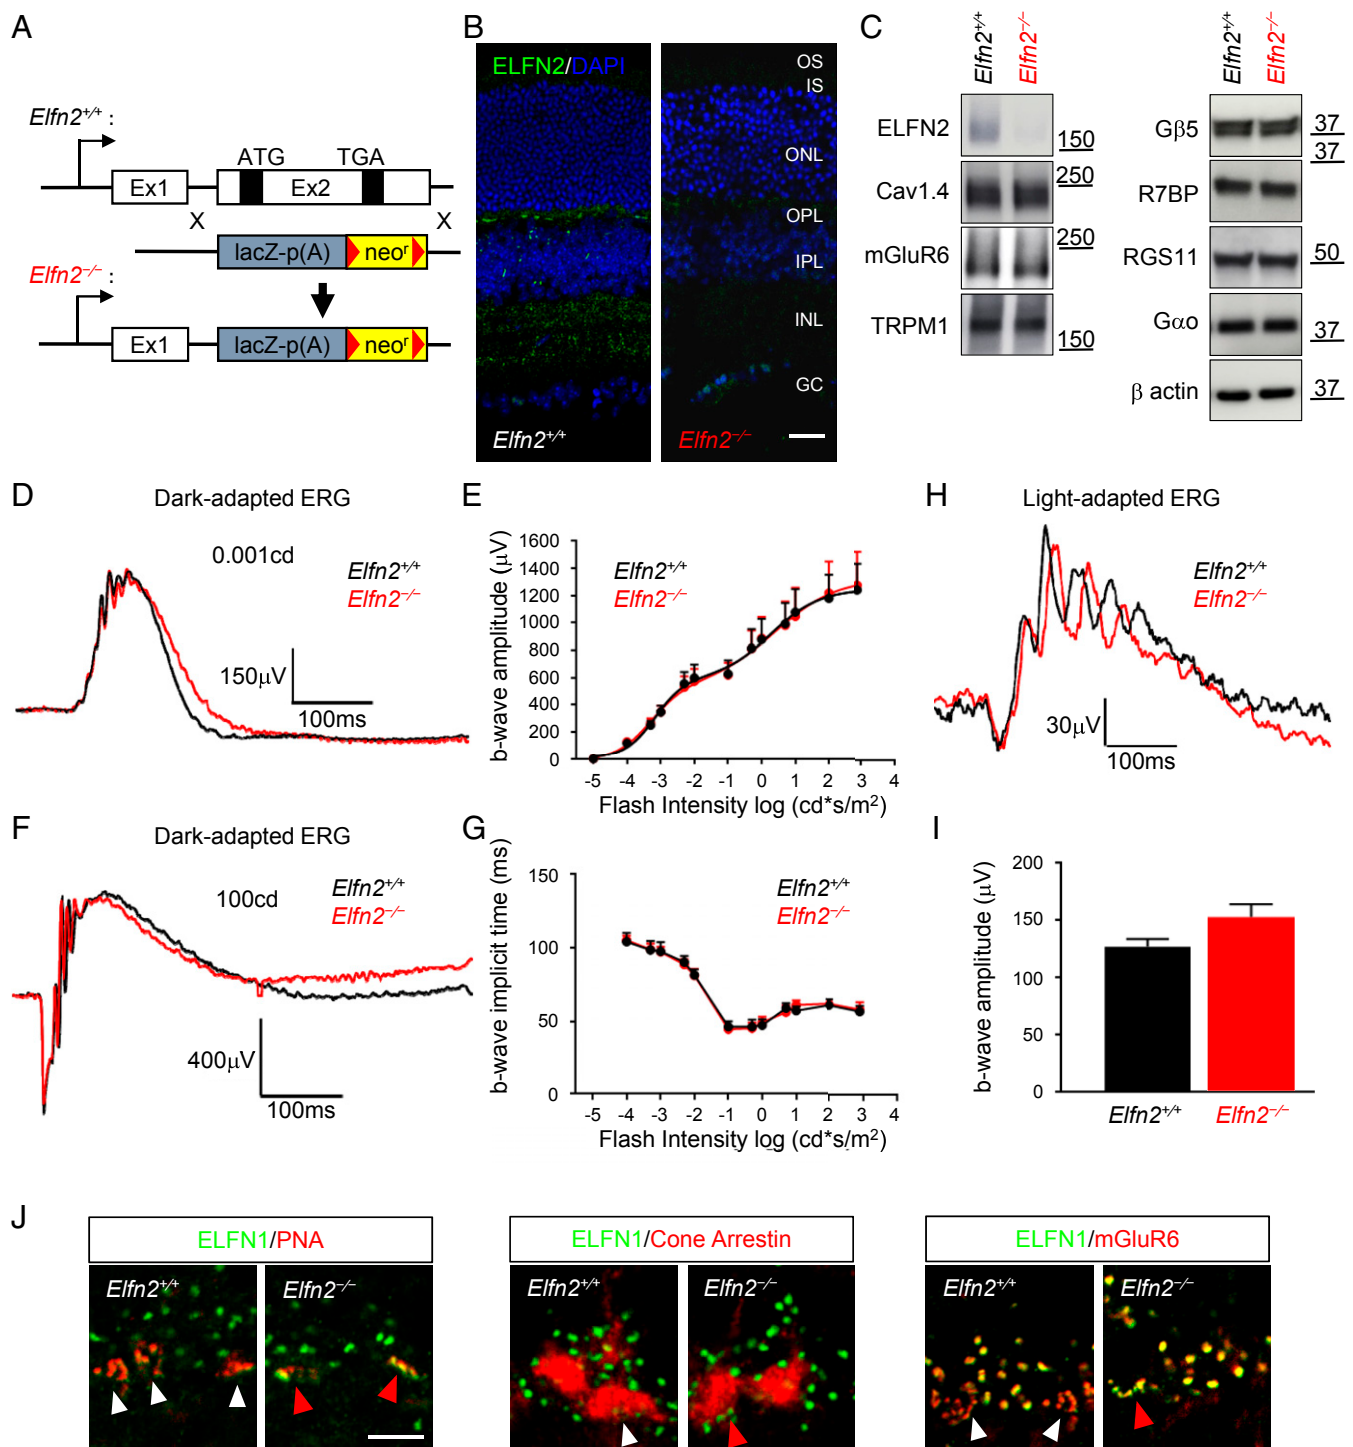 A
Elfn2+/+ :
ATG
TGA
Ex1
Ex2
X
X
lacZ-p(A)
neoʳ
Elfn2−/− :
Ex1
lacZ-p(A)
neoʳ
B
ELFN2/DAPI
OS
IS
ONL
OPL
IPL
INL
GC
Elfn2+/+
Elfn2−/−
C
Elfn2+/+
Elfn2−/−
ELFN2
150
Cav1.4
250
mGluR6
250
TRPM1
150
Elfn2+/+
Elfn2−/−
Gβ5
37
37
R7BP
RGS11
50
Gαo
37
β actin
37
D
Dark-adapted ERG
0.001cd
Elfn2+/+
Elfn2−/−
150μV
100ms
E
b-wave amplitude (μV)
1600
1400
1200
1000
800
600
400
200
0
Elfn2+/+
Elfn2−/−
-5 -4 -3 -2 -1 0 1 2 3 4
Flash Intensity log (cd*s/m²)
H
Light-adapted ERG
Elfn2+/+
Elfn2−/−
30μV
100ms
F
Dark-adapted ERG
100cd
Elfn2+/+
Elfn2−/−
400μV
100ms
G
b-wave implicit time (ms)
150
100
50
0
Elfn2+/+
Elfn2−/−
-5 -4 -3 -2 -1 0 1 2 3 4
Flash Intensity log (cd*s/m²)
I
b-wave amplitude (μV)
200
150
100
50
0
Elfn2+/+
Elfn2−/−
J
ELFN1/PNA
Elfn2+/+
Elfn2−/−
ELFN1/Cone Arrestin
Elfn2+/+
Elfn2−/−
ELFN1/mGluR6
Elfn2+/+
Elfn2−/−